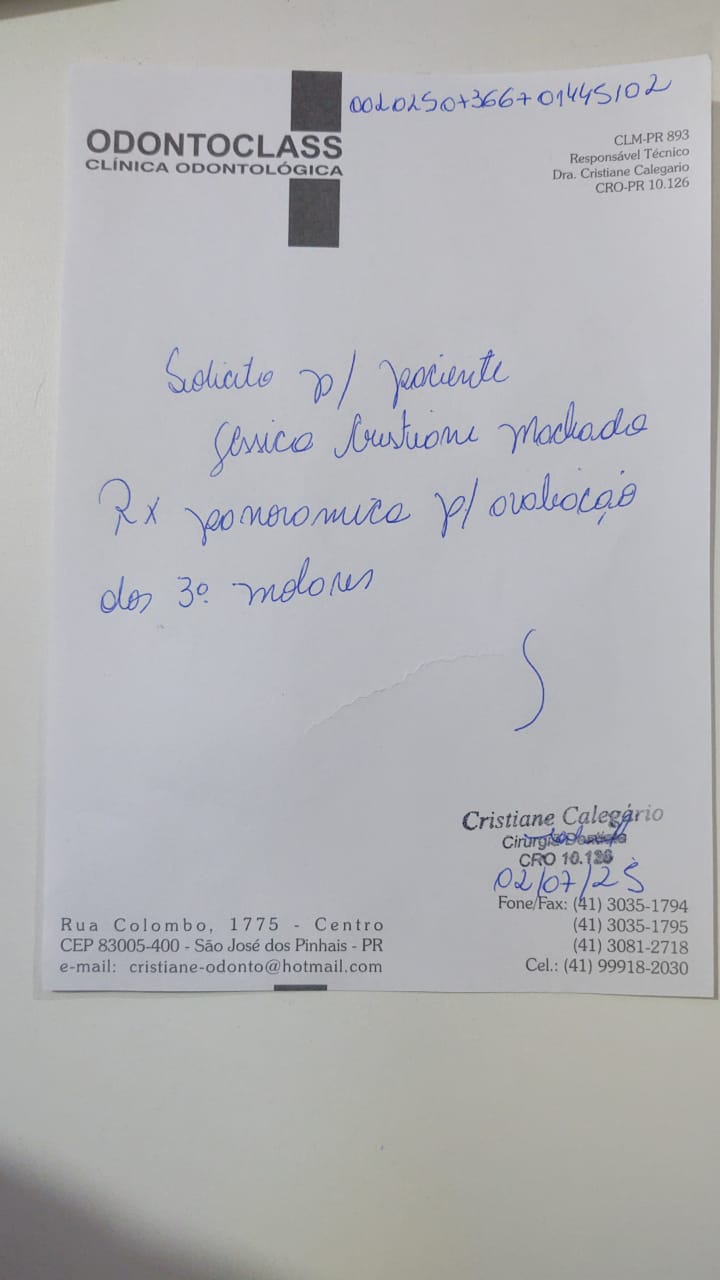 00202507366701445102
ODONTOCLASS
CLÍNICA ODONTOLÓGICA
CLM-PR 893
Responsável Técnico
Dra. Cristiane Calegario
CRO-PR 10.126
Solicito p/ paciente
Jessica Cristiane Machado
Rx panoramica p/ avaliação
dos 3º molares
Cristiane Calegário
Cirurgiã Dentista
CRO 10.126
02/07/25
Fone/Fax: (41) 3035-1794
(41) 3035-1795
(41) 3081-2718
Cel.: (41) 99918-2030
Rua Colombo, 1775 - Centro
CEP 83005-400 - São José dos Pinhais - PR
e-mail: cristiane-odonto@hotmail.com